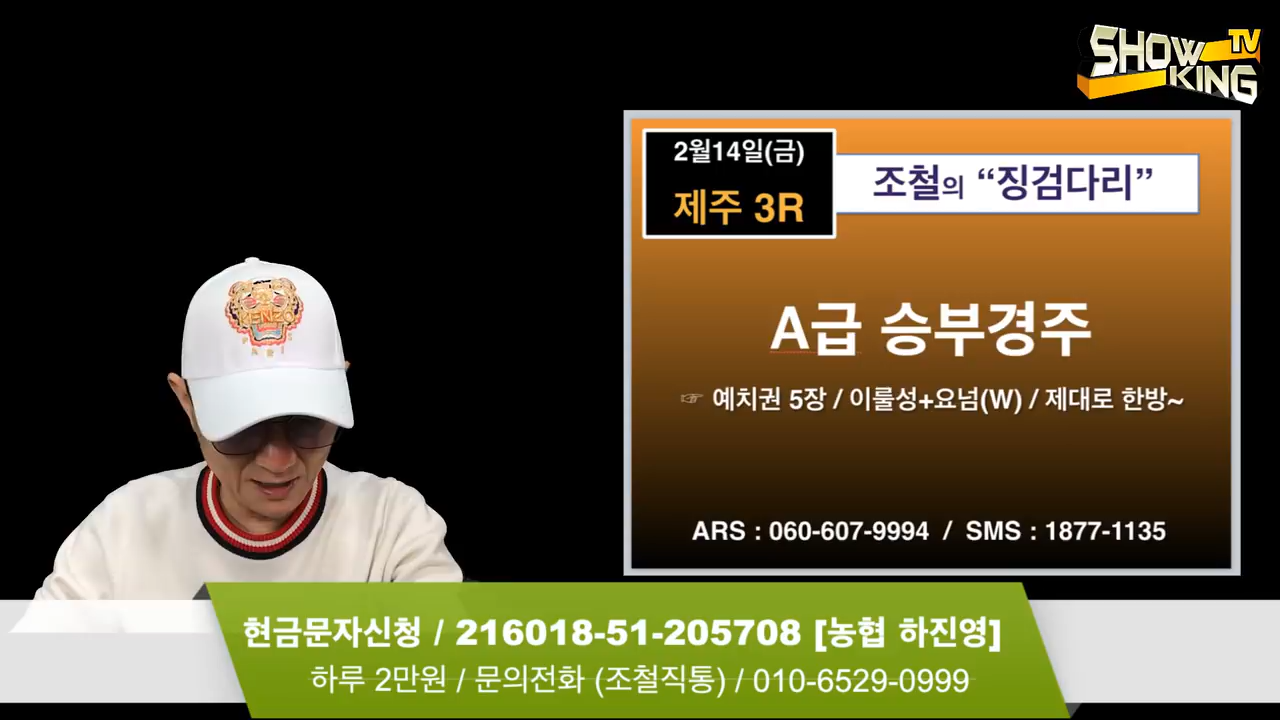 SHOW TV
KING
2월14일(금)
제주 3R
조철의 “징검다리”
KENZO
A급 승부경주
☞ 예치권 5장 / 이룰성+요넘(W) / 제대로 한방~
ARS : 060-607-9994 / SMS : 1877-1135
현금문자신청 / 216018-51-205708 [농협 하진영]
하루 2만원 / 문의전화 (조철직통) / 010-6529-0999